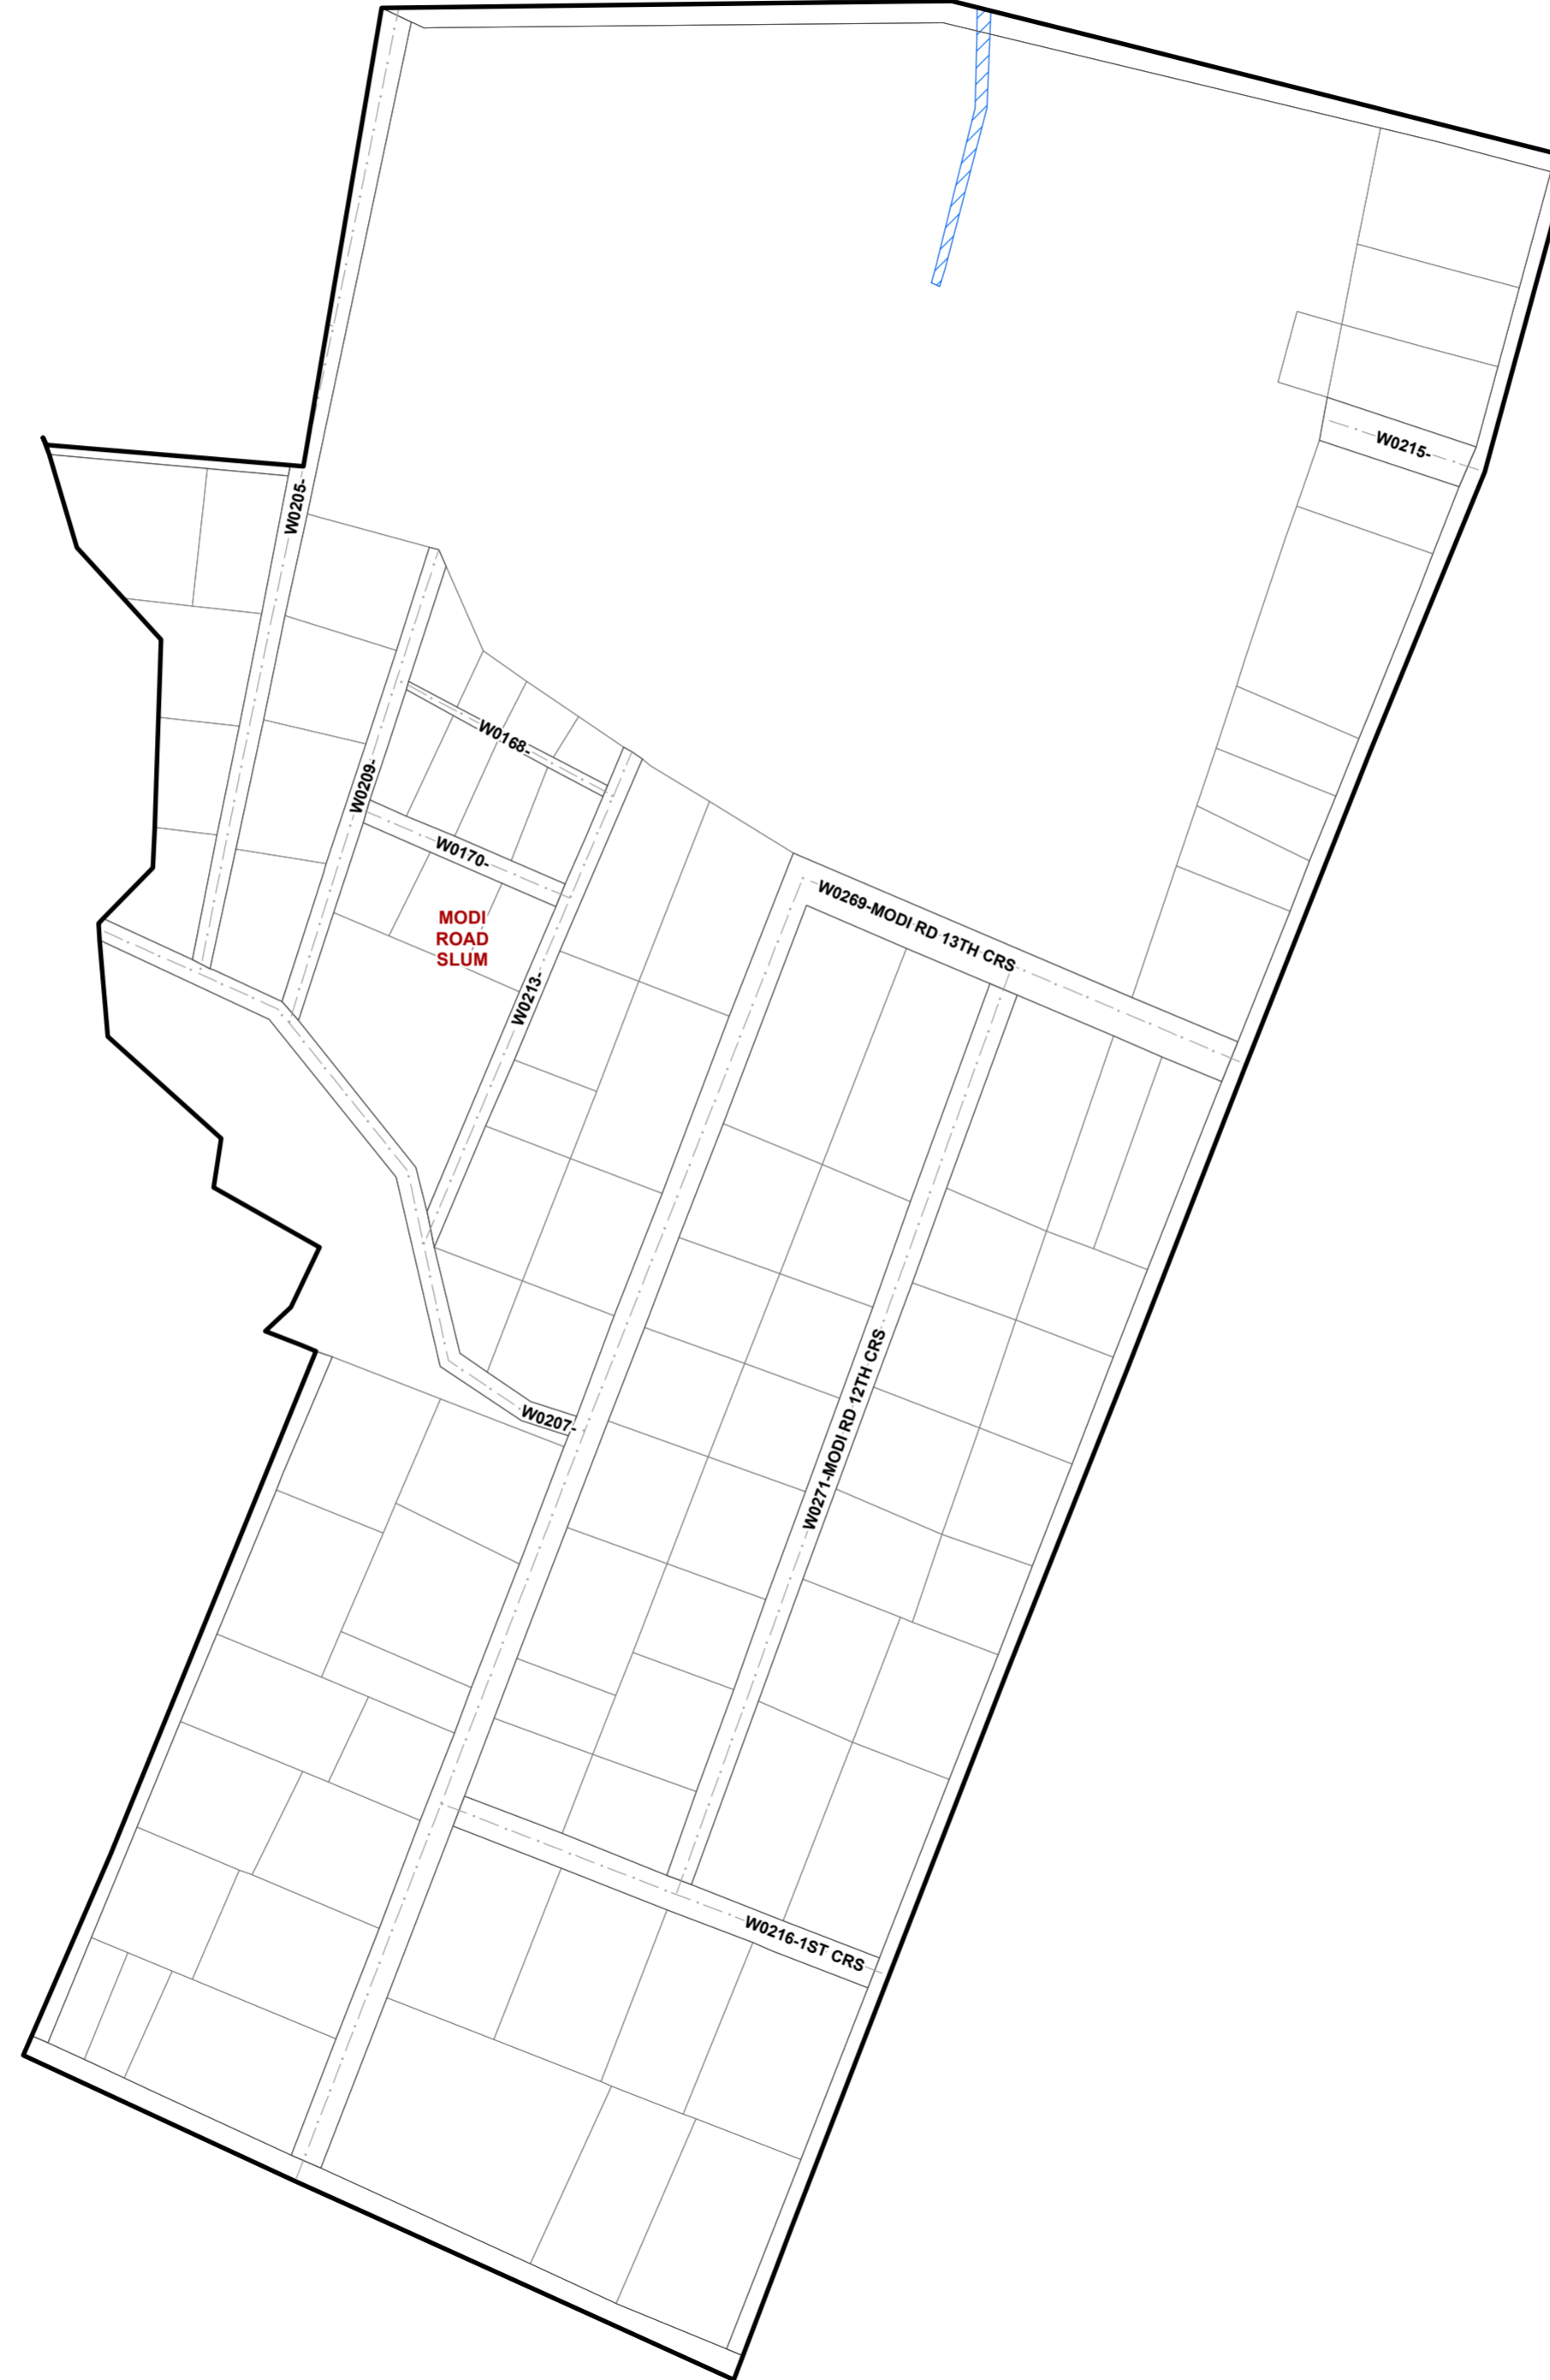 W0215-
W0205-
W0168-
W0209-
W0170-
W0269-MODI RD 13TH CRS
MODI
ROAD
SLUM
W0213-
W0271-MODI RD 12TH CRS
W0207-
W0216-1ST CRS